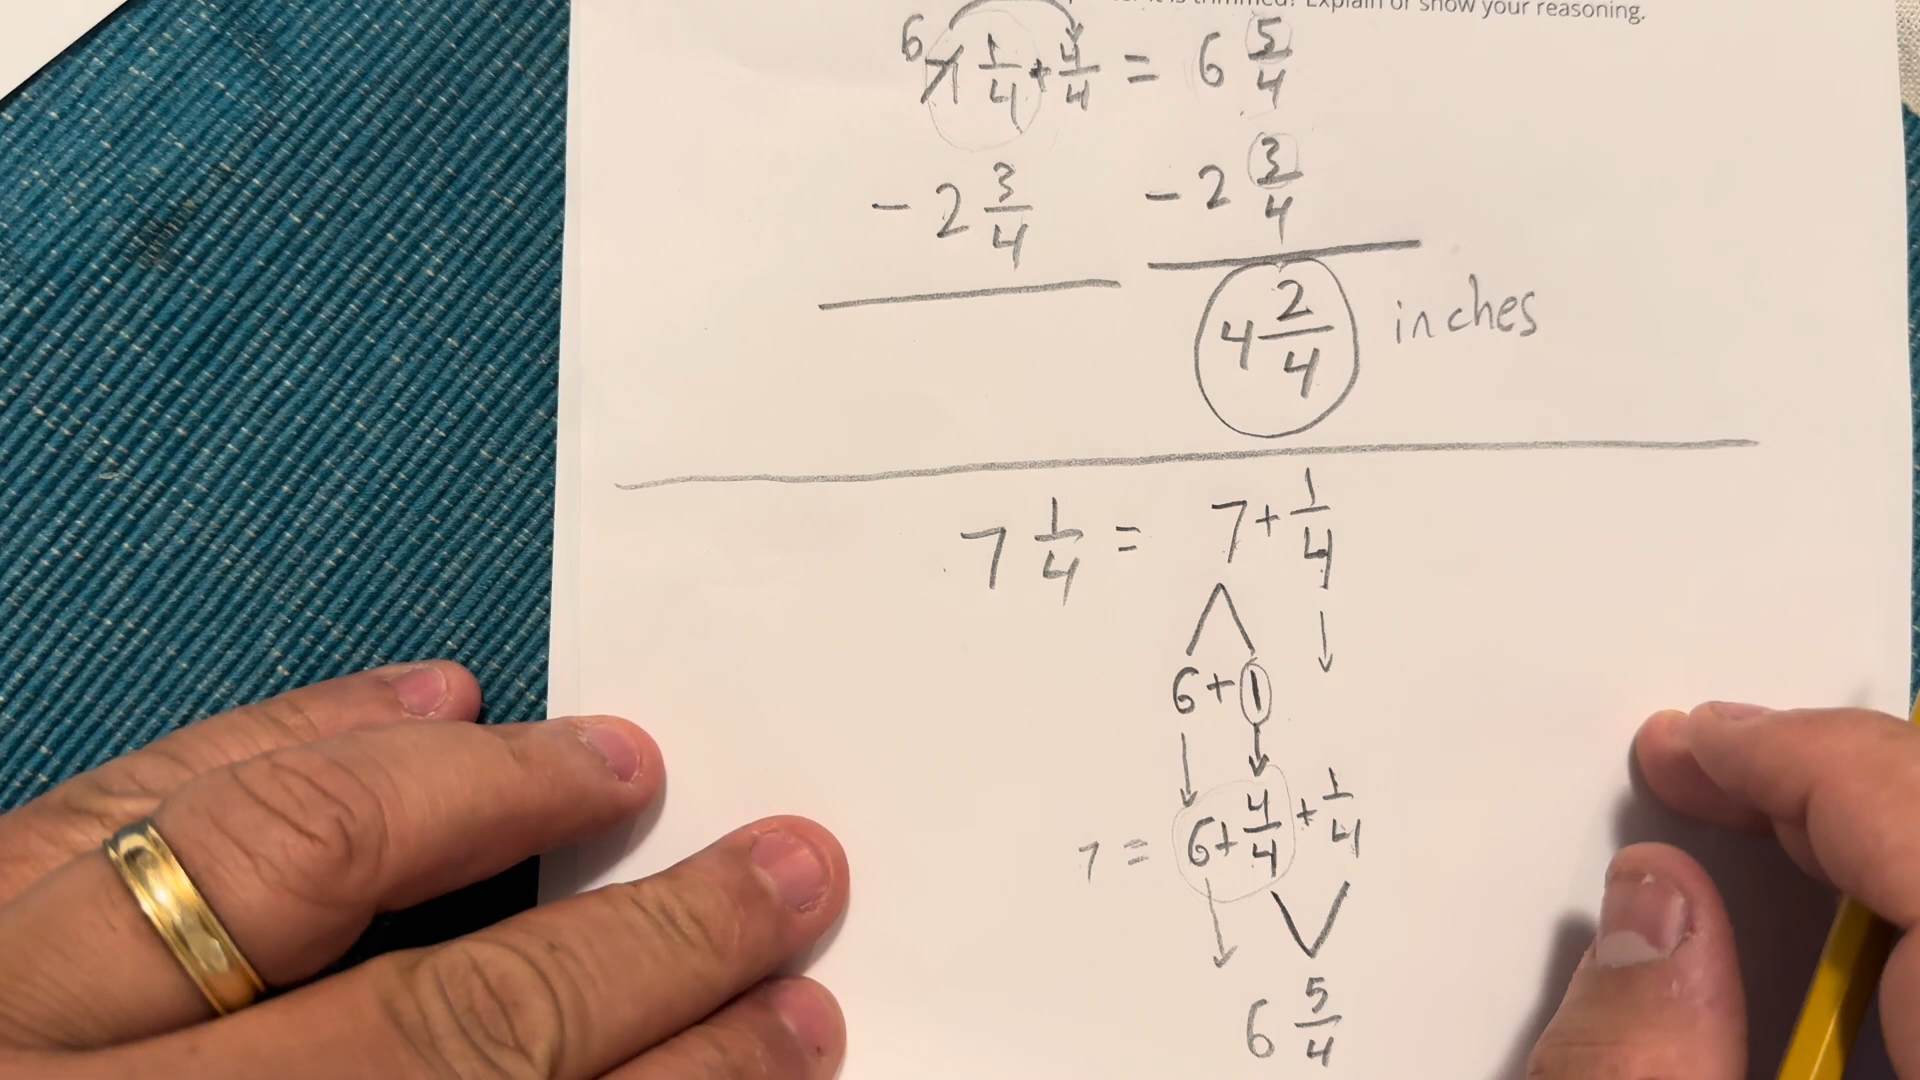 it is trimmed? Explain or show your reasoning.
6 7 1/4 + 4/4 = 6 5/4
- 2 3/4 - 2 3/4
4 2/4 inches
7 1/4 = 7 + 1/4
6 + 1
7 = 6 + 4/4 + 1/4
6 5/4